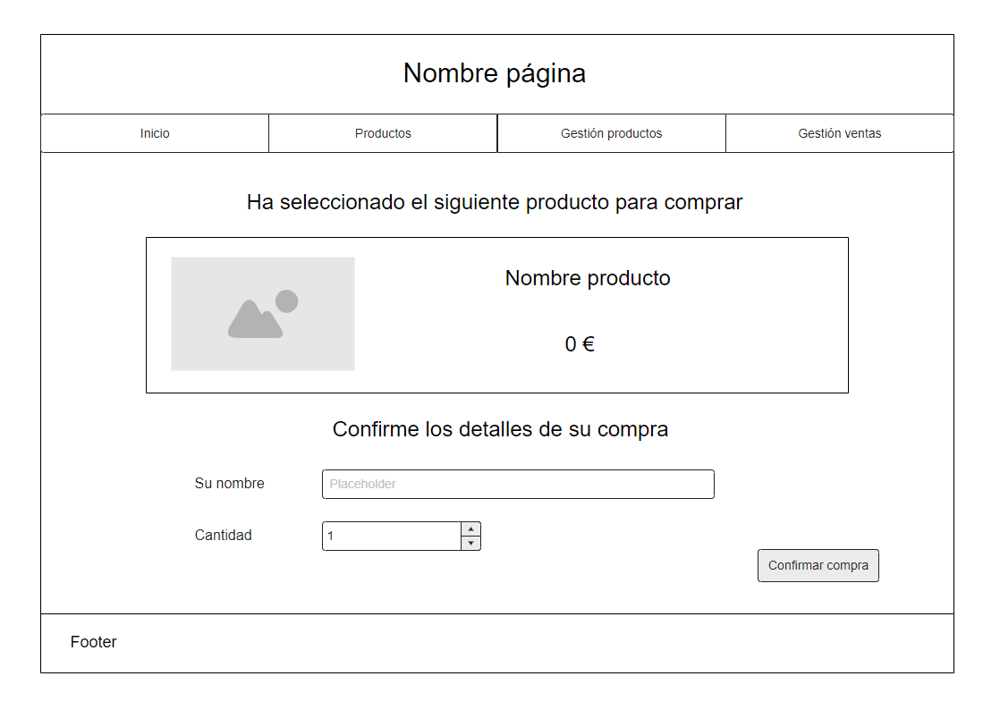 Nombre página
Inicio
Productos
Gestión productos
Gestión ventas
Ha seleccionado el siguiente producto para comprar
Nombre producto
0 €
Confirme los detalles de su compra
Su nombre
Placeholder
Cantidad
1
Confirmar compra
Footer